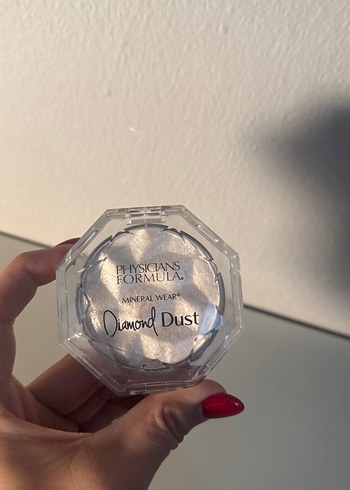 PHYSICIANS
FORMULA®
MINERAL WEAR®
Diamond Dust